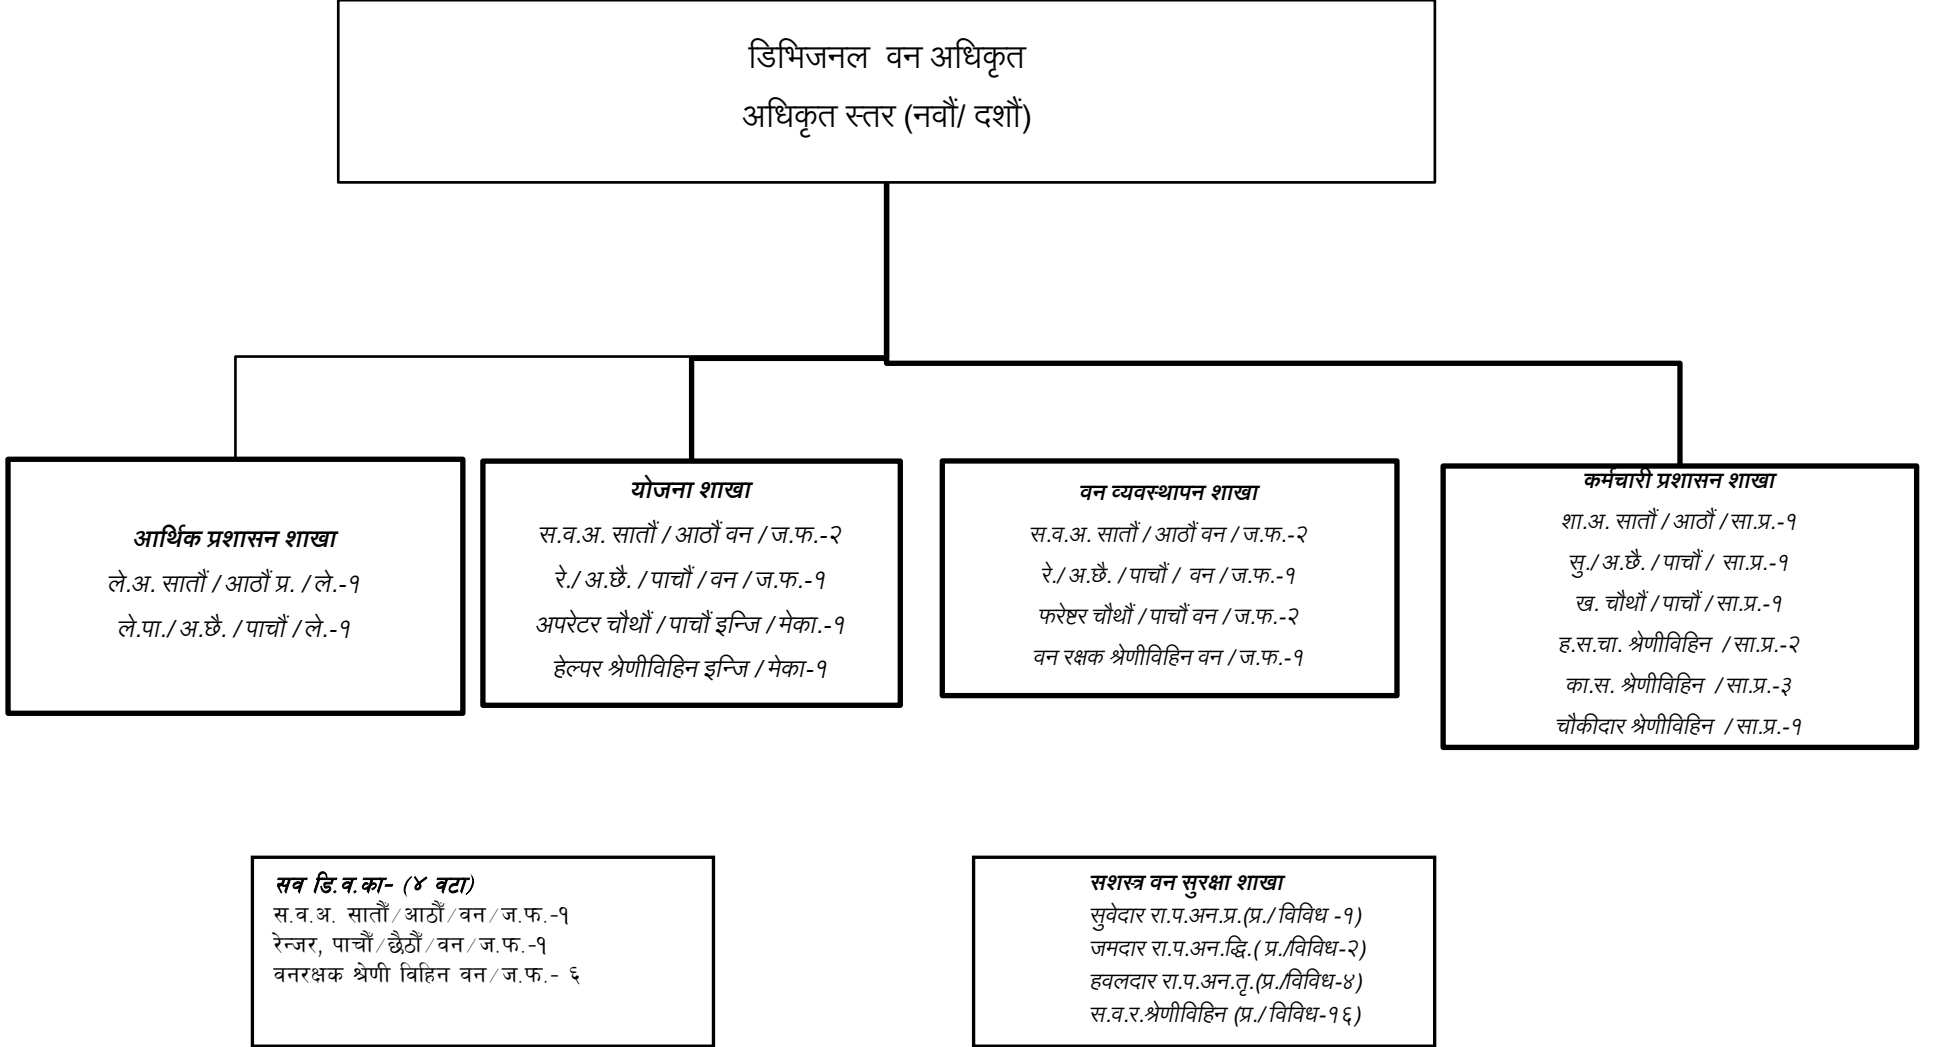 डिभिजनल वन अधिकृत
अधिकृत स्तर (नवौं/ दशौं)
आर्थिक प्रशासन शाखा
ले.अ. सातौं / आठौं प्र. / ले.-१
ले.पा./ अ.छै. / पाचौं / ले.-१
योजना शाखा
स.व.अ. सातौं / आठौं वन / ज.फ.-२
रे./ अ.छै. / पाचौं / वन / ज.फ.-१
अपरेटर चौथौं / पाचौं इन्जि / मेका.-१
हेल्पर श्रेणीविहिन इन्जि / मेका-१
वन व्यवस्थापन शाखा
स.व.अ. सातौं / आठौं वन / ज.फ.-२
रे./ अ.छै. / पाचौं / वन / ज.फ.-१
फरेष्टर चौथौं / पाचौं वन / ज.फ.-२
वन रक्षक श्रेणीविहिन वन / ज.फ.-१
कर्मचारी प्रशासन शाखा
शा.अ. सातौं / आठौं / सा.प्र.-१
सु./ अ.छै. / पाचौं / सा.प्र.-१
ख. चौथौं / पाचौं / सा.प्र.-१
ह.स.चा. श्रेणीविहिन / सा.प्र.-२
का.स. श्रेणीविहिन / सा.प्र.-३
चौकीदार श्रेणीविहिन / सा.प्र.-१
सव डि.व.का- (४ वटा)
स.व.अ. सातौं/आठौं/वन/ज.फ.-१
रेन्जर, पाचौं/छैठौं/वन/ज.फ.-१
वनरक्षक श्रेणी विहिन वन/ज.फ.- ६
सशस्त्र वन सुरक्षा शाखा
सुवेदार रा.प.अन.प्र.(प्र./ विविध -१)
जमदार रा.प.अन.द्धि.( प्र./विविध-२)
हवलदार रा.प.अन.तृ.(प्र./विविध-४)
स.व.र.श्रेणीविहिन (प्र./ विविध-१६)